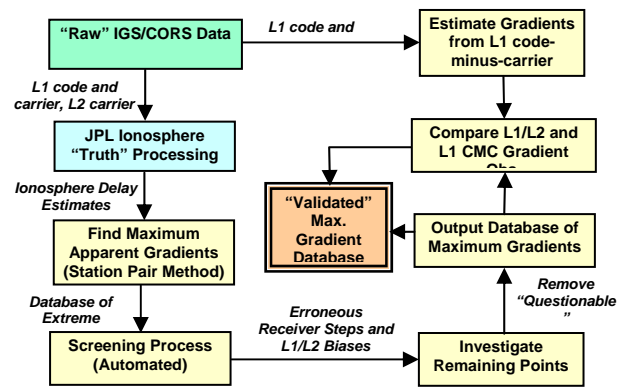 "Raw" IGS/CORS Data
L1 code and
Estimate Gradients
from L1 code-
minus-carrier
L1 code and
carrier, L2 carrier
JPL Ionosphere
"Truth" Processing
Compare L1/L2 and
L1 CMC Gradient
Ionosphere Delay
Estimates
"Validated"
Max.
Gradient
Database
Find Maximum
Apparent Gradients
(Station Pair Method)
Output Database of
Maximum Gradients
Database of
Extreme
Erroneous
Receiver Steps and
L1/L2 Biases
Remove
"Questionable
"
Screening Process
(Automated)
Investigate
Remaining Points